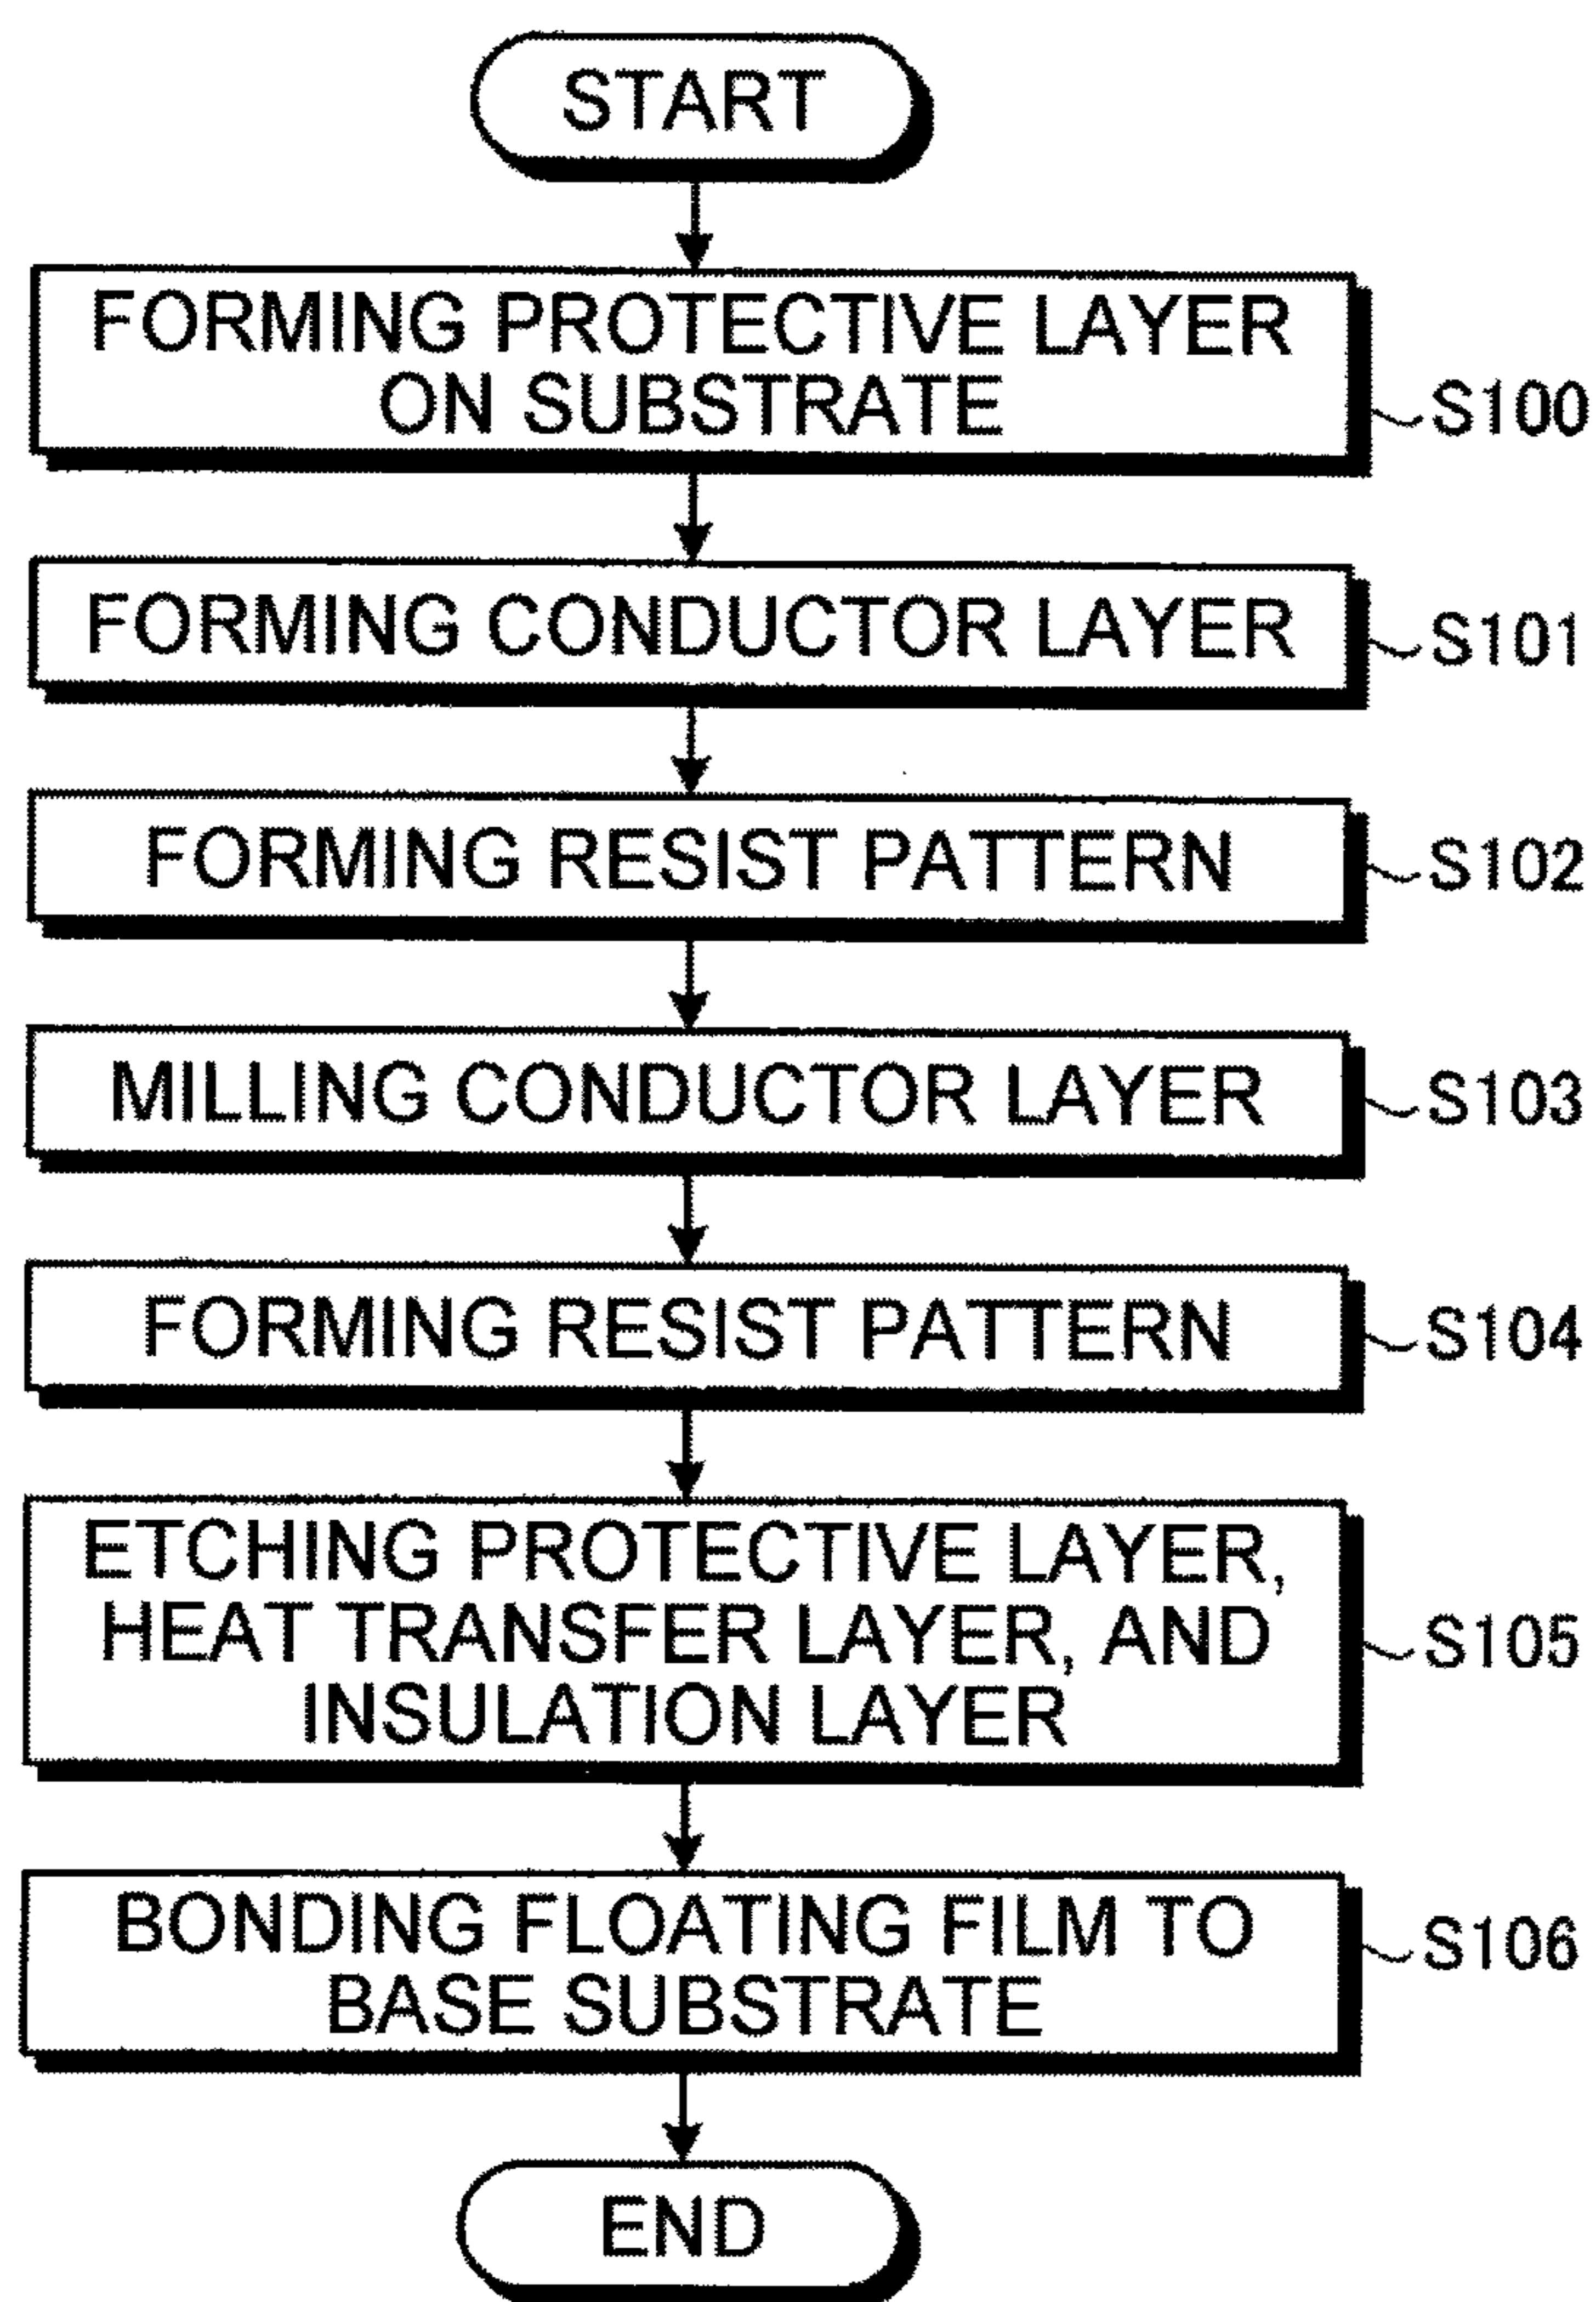 START
FORMING PROTECTIVE LAYER
ON SUBSTRATE
S100
FORMING CONDUCTOR LAYER
S101
FORMING RESIST PATTERN
S102
MILLING CONDUCTOR LAYER
S103
FORMING RESIST PATTERN
S104
ETCHING PROTECTIVE LAYER,
HEAT TRANSFER LAYER, AND
INSULATION LAYER
S105
BONDING FLOATING FILM TO
BASE SUBSTRATE
S106
END